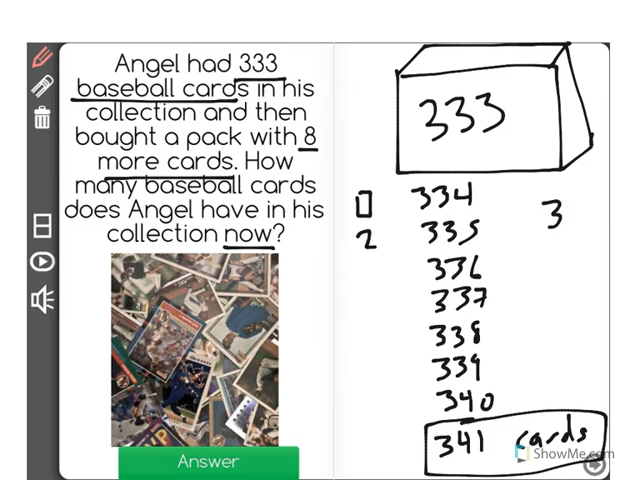 Angel had 333
baseball cards in his
collection and then
bought a pack with 8
more cards. How
many baseball cards
does Angel have in his
collection now?
Answer
333
334
335
2
3
336
337
338
339
340
341 cards
ShowMe.com